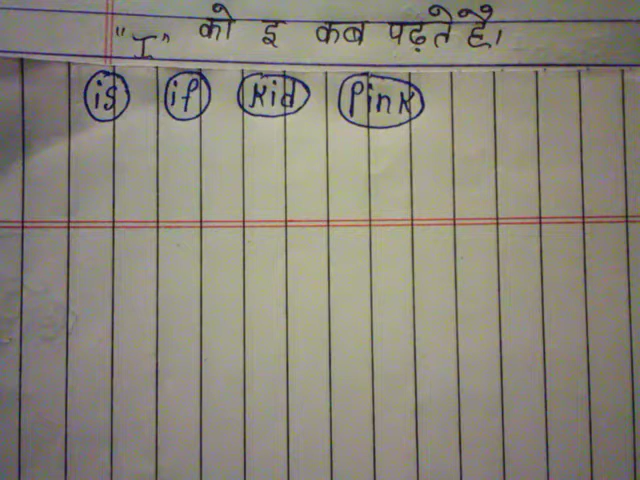 "I" को इ कब पढ़ते है।
is if kid Pink